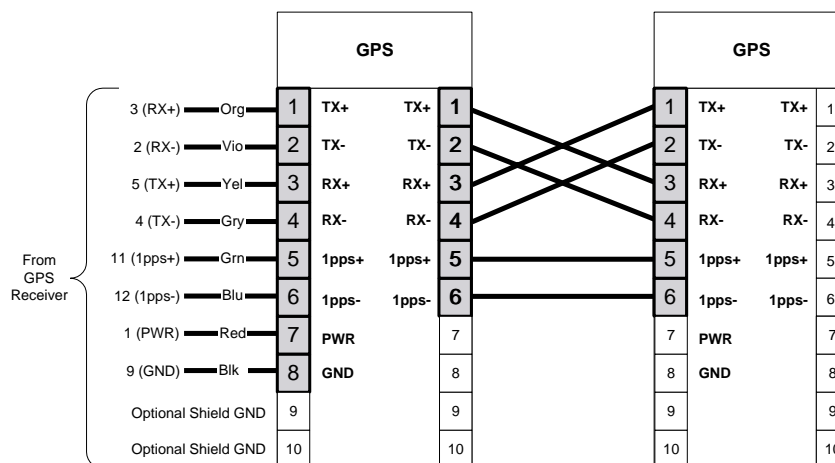 GPS
GPS
3 (RX+) Org 1 TX+ TX+ 1 1 TX+ TX+ 1
2 (RX-) Vio 2 TX- TX- 2 2 TX- TX- 2
5 (TX+) Yel 3 RX+ RX+ 3 3 RX+ RX+ 3
4 (TX-) Gry 4 RX- RX- 4 4 RX- RX- 4
11 (1pps+) Grn 5 1pps+ 1pps+ 5 5 1pps+ 1pps+ 5
12 (1pps-) Blu 6 1pps- 1pps- 6 6 1pps- 1pps- 6
1 (PWR) Red 7 PWR 7 7 PWR 7
9 (GND) Blk 8 GND 8 8 GND 8
Optional Shield GND 9 9 9 9
Optional Shield GND 10 10 10 10
From
GPS
Receiver